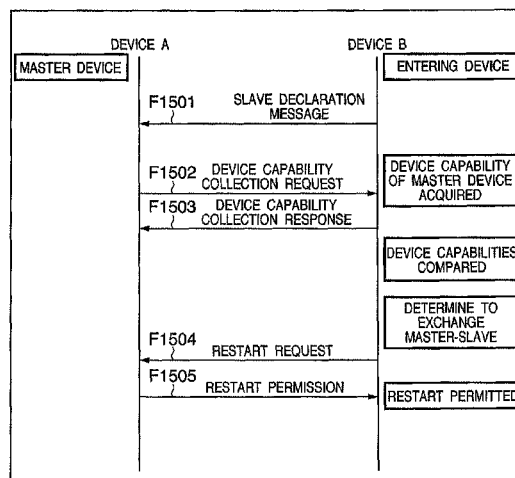 DEVICE A
DEVICE B
MASTER DEVICE
ENTERING DEVICE
F1501
SLAVE DECLARATION
MESSAGE
F1502
DEVICE CAPABILITY
COLLECTION REQUEST
DEVICE CAPABILITY
OF MASTER DEVICE
ACQUIRED
F1503
DEVICE CAPABILITY
COLLECTION RESPONSE
DEVICE CAPABILITIES
COMPARED
DETERMINE TO
EXCHANGE
MASTER-SLAVE
F1504
RESTART REQUEST
F1505
RESTART PERMISSION
RESTART PERMITTED